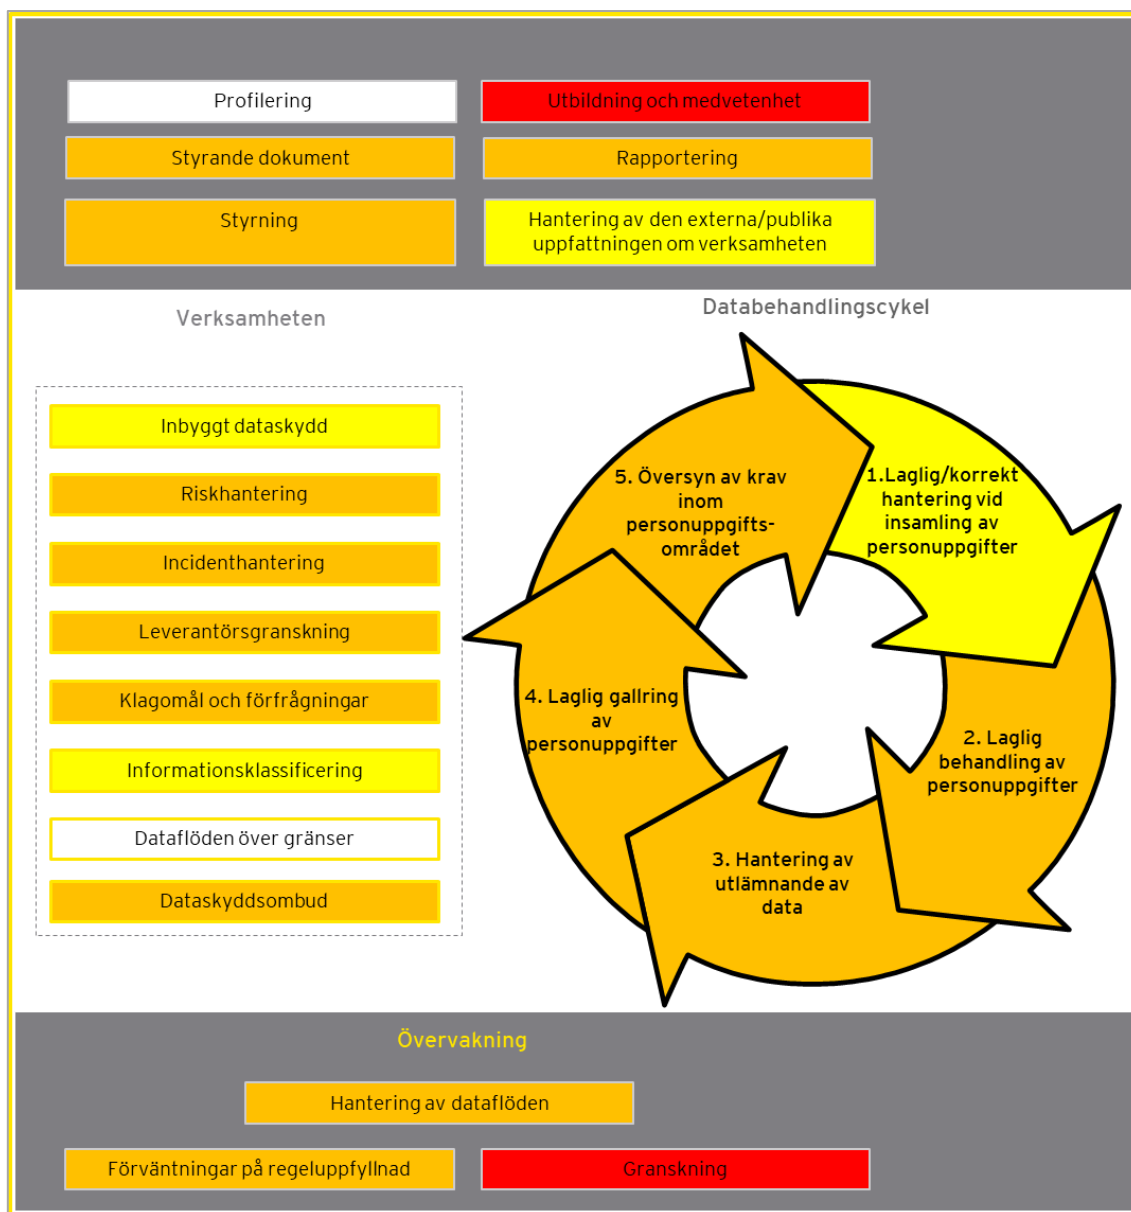 Profilering
Utbildning och medvetenhet
Styrande dokument
Rapportering
Styrning
Hantering av den externa/publika
uppfattningen om verksamheten
Verksamheten
Inbyggt dataskydd
Riskhantering
Incidenthantering
Leverantörsgranskning
Klagomål och förfrågningar
Informationsklassificering
Dataflöden över gränser
Dataskyddsombud
Databehandlingscykel
1.Laglig/korrekt
hantering vid
insamling av
personuppgifter
2. Laglig
behandling av
personuppgifter
3. Hantering av
utlämnande av
data
4. Laglig gallring
av
personuppgifter
5. Översyn av krav
inom
personuppgifts-
området
Övervakning
Hantering av dataflöden
Förväntningar på regeluppfyllnad
Granskning